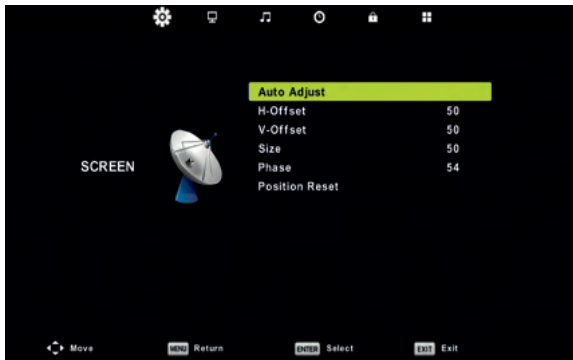 Auto Adjust
H-Offset 50
V-Offset 50
Size 50
SCREEN
Phase 54
Position Reset
Move MENU Return ENTER Select EXIT Exit